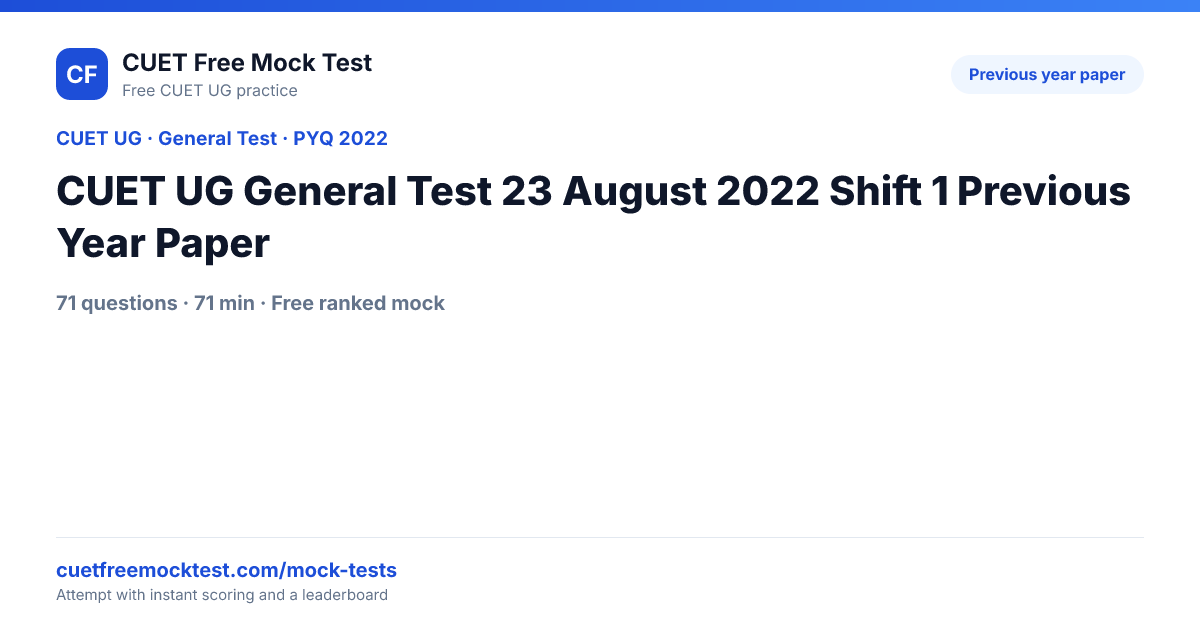 CF
CUET Free Mock Test
Free CUET UG practice
Previous year paper
CUET UG · General Test · PYQ 2022
CUET UG General Test 23 August 2022 Shift 1 Previous
Year Paper
71 questions · 71 min · Free ranked mock
cuetfreemocktest.com/mock-tests
Attempt with instant scoring and a leaderboard